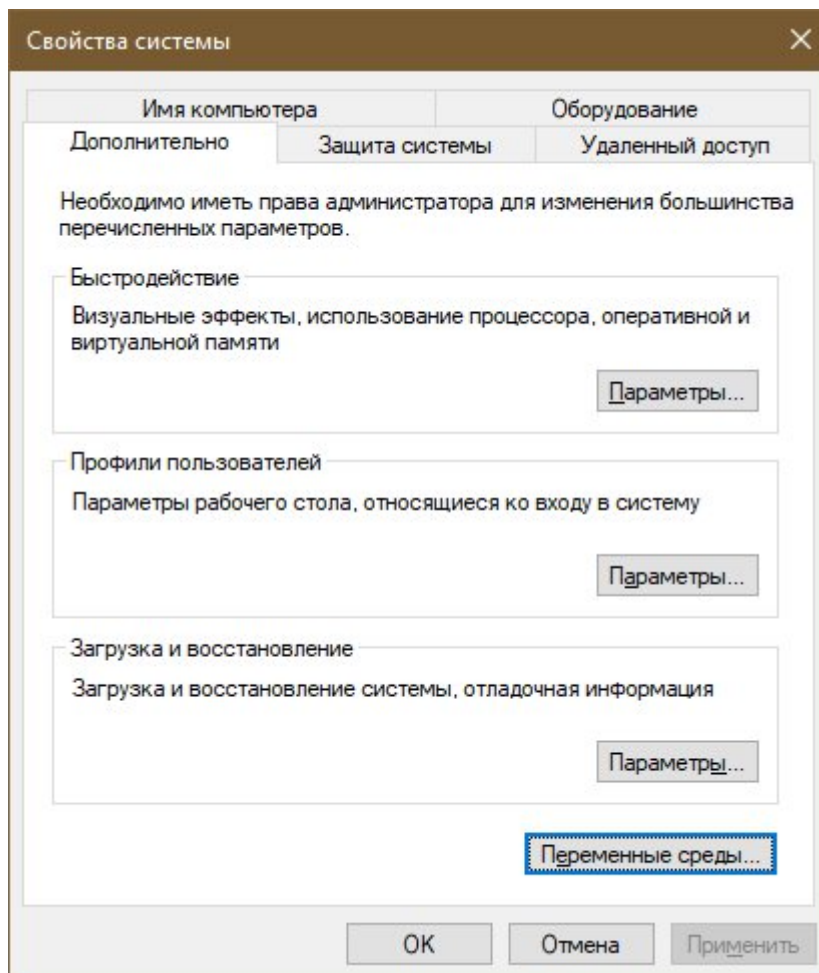 Свойства системы
Имя компьютера
Оборудование
Дополнительно
Защита системы
Удаленный доступ
Необходимо иметь права администратора для изменения большинства
перечисленных параметров.
Быстродействие
Визуальные эффекты, использование процессора, оперативной и
виртуальной памяти
Параметры...
Профили пользователей
Параметры рабочего стола, относящиеся ко входу в систему
Параметры...
Загрузка и восстановление
Загрузка и восстановление системы, отладочная информация
Параметры...
Переменные среды...
ОК
Отмена
Применить